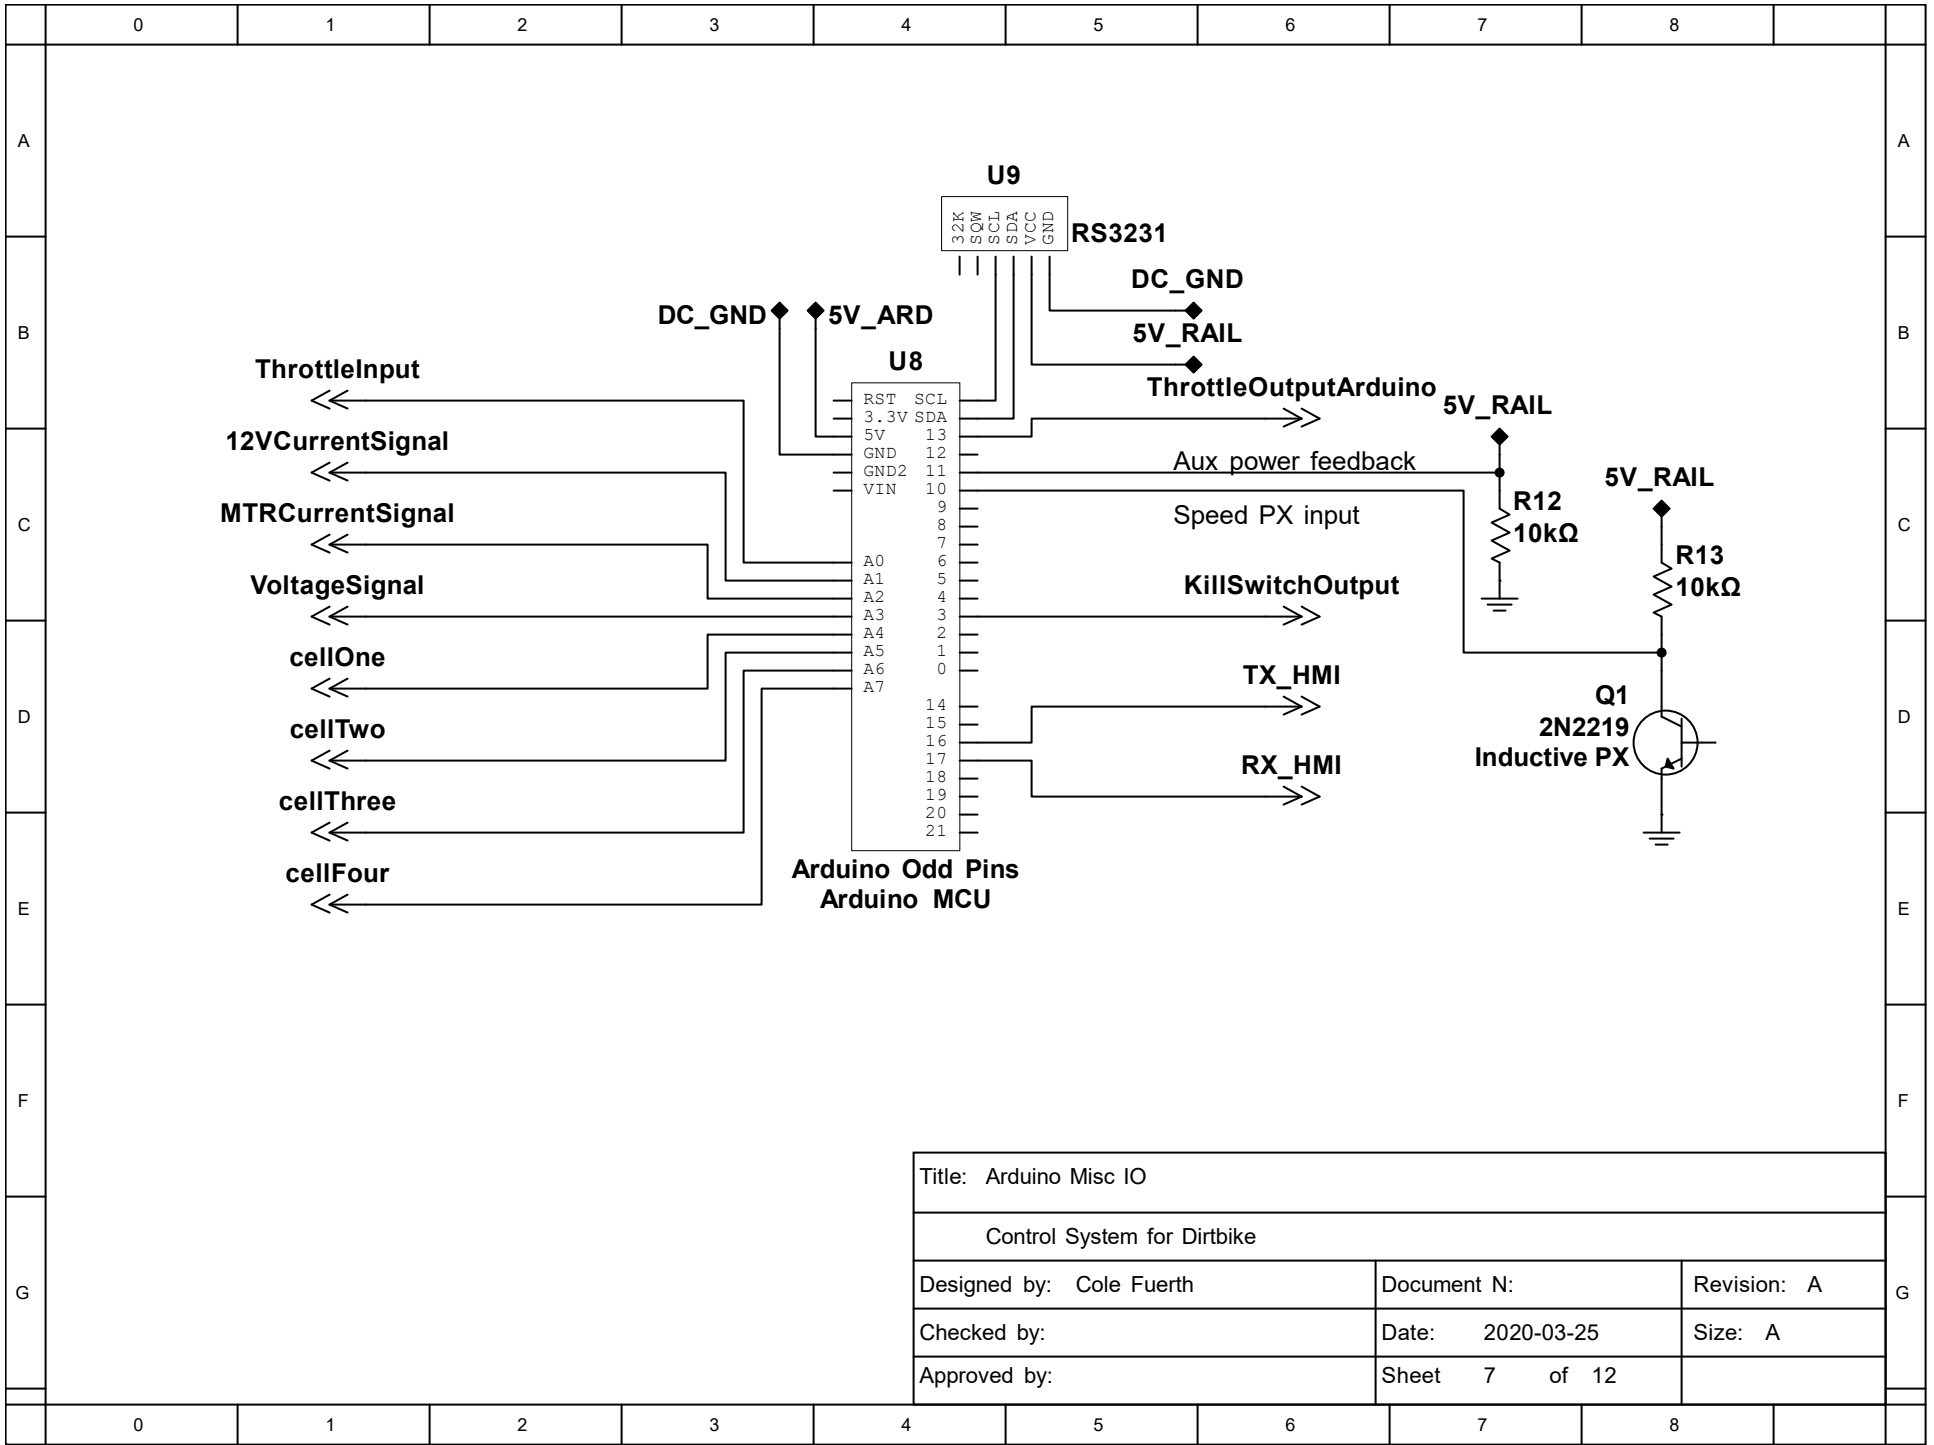 0 1 2 3 4 5 6 7 8
A A
U9
32K SQW SCL SDA VCC GND
RS3231
DC_GND
B B
DC_GND 5V_ARD
5V_RAIL
U8
ThrottleInput
ThrottleOutputArduino
5V_RAIL
RST SCL
3.3V SDA
5V 13
GND 12
GND2 11
VIN 10
9
8
7
A0 6
A1 5
A2 4
A3 3
A4 2
A5 1
A6 0
A7
14
15
16
17
18
19
20
21
Arduino Odd Pins
Arduino MCU
12VCurrentSignal
MTRCurrentSignal
VoltageSignal
cellOne
cellTwo
cellThree
cellFour
Aux power feedback
Speed PX input
KillSwitchOutput
TX_HMI
RX_HMI
R12
10kΩ
5V_RAIL
R13
10kΩ
Q1
2N2219
Inductive PX
C C
D D
E E
F F
G G
Title: Arduino Misc IO
Control System for Dirtbike
Designed by: Cole Fuerth
Document N:
Revision: A
Checked by:
Date: 2020-03-25
Size: A
Approved by:
Sheet 7 of 12
0 1 2 3 4 5 6 7 8